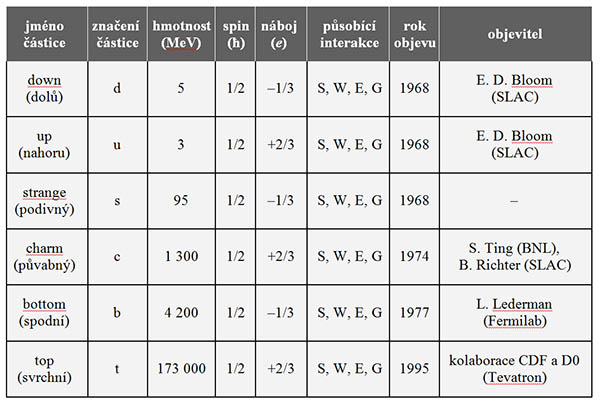 jméno částice značení částice hmotnost (MeV) spin (ħ) náboj (e) působící interakce rok objevu objevitel
down (dolů) d 5 1/2 –1/3 S, W, E, G 1968 E. D. Bloom (SLAC)
up (nahoru) u 3 1/2 +2/3 S, W, E, G 1968 E. D. Bloom (SLAC)
strange (podivný) s 95 1/2 –1/3 S, W, E, G 1968 –
charm (půvabný) c 1 300 1/2 +2/3 S, W, E, G 1974 S. Ting (BNL), B. Richter (SLAC)
bottom (spodní) b 4 200 1/2 –1/3 S, W, E, G 1977 L. Lederman (Fermilab)
top (svrchní) t 173 000 1/2 +2/3 S, W, E, G 1995 kolaborace CDF a D0 (Tevatron)